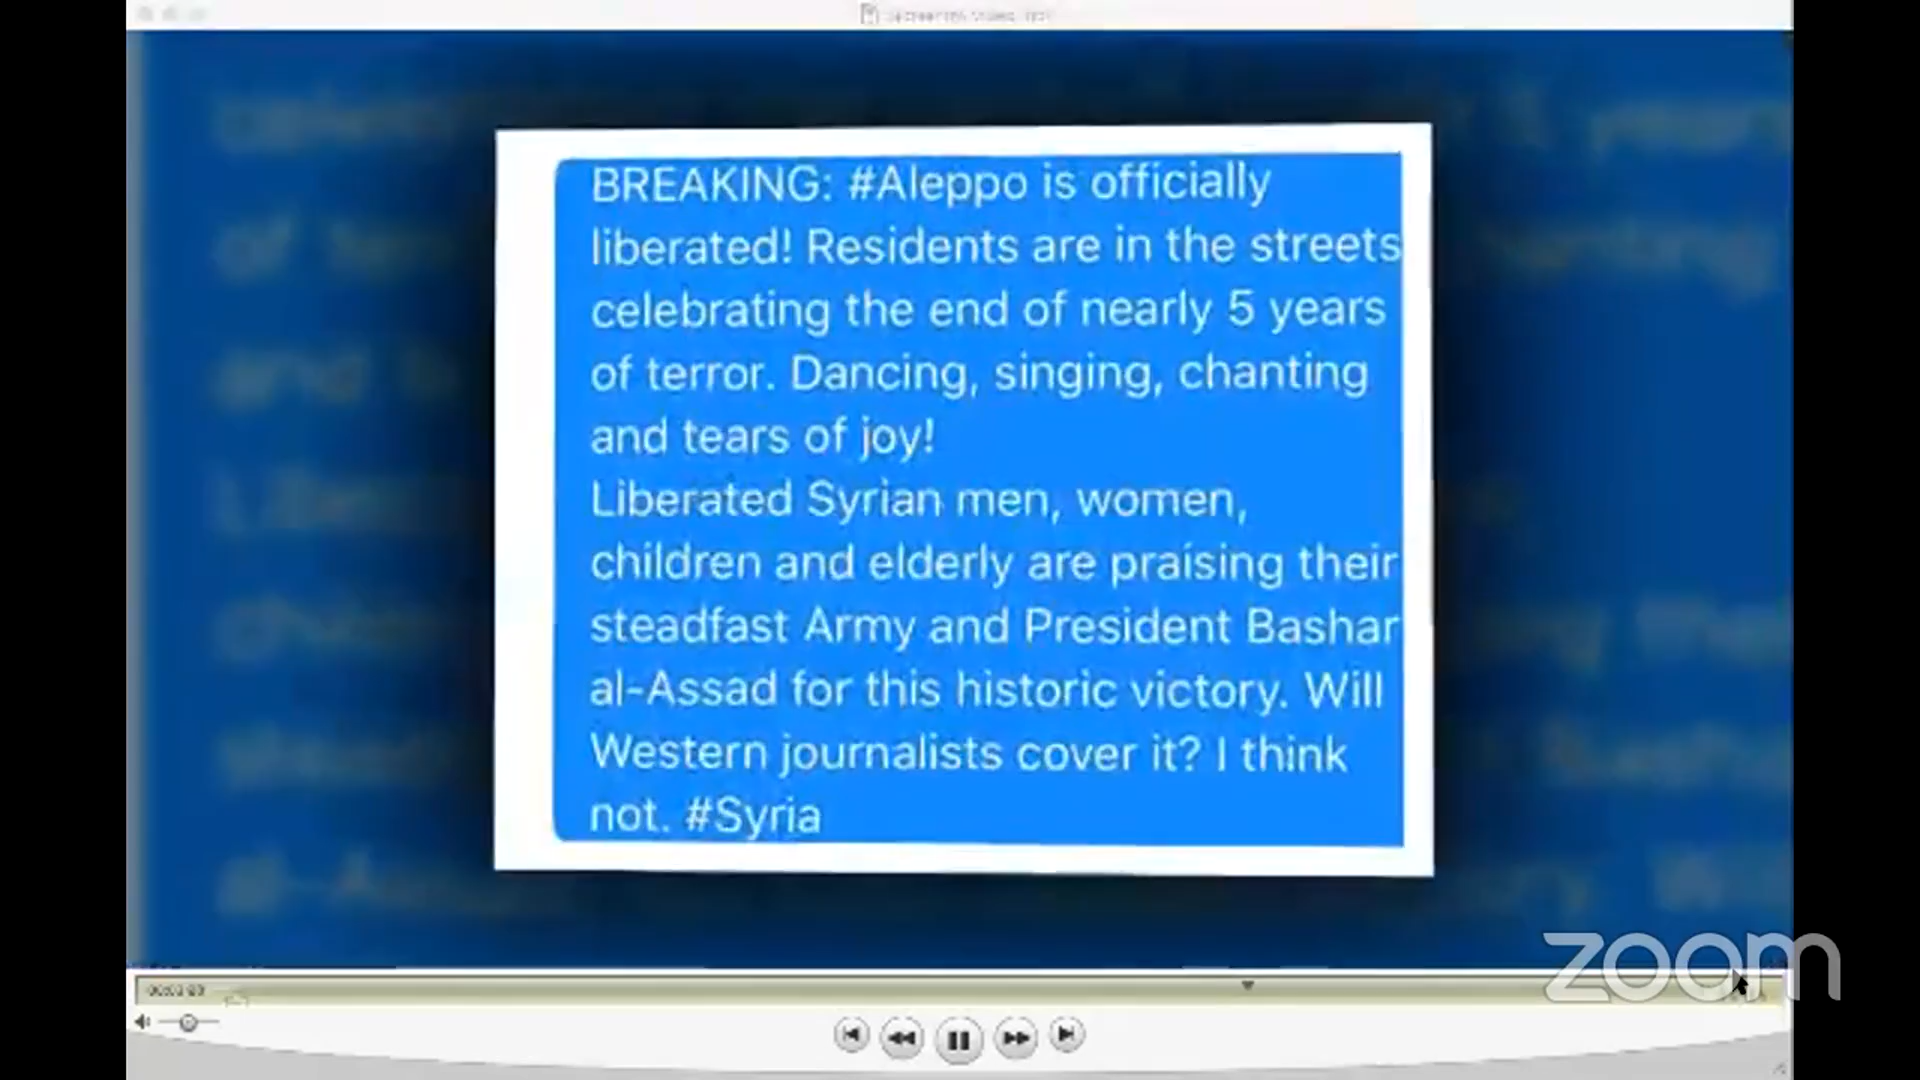 BREAKING: #Aleppo is officially
liberated! Residents are in the streets
celebrating the end of nearly 5 years
of terror. Dancing, singing, chanting
and tears of joy!
Liberated Syrian men, women,
children and elderly are praising their
steadfast Army and President Bashar
al-Assad for this historic victory. Will
Western journalists cover it? I think
not. #Syria
zoom